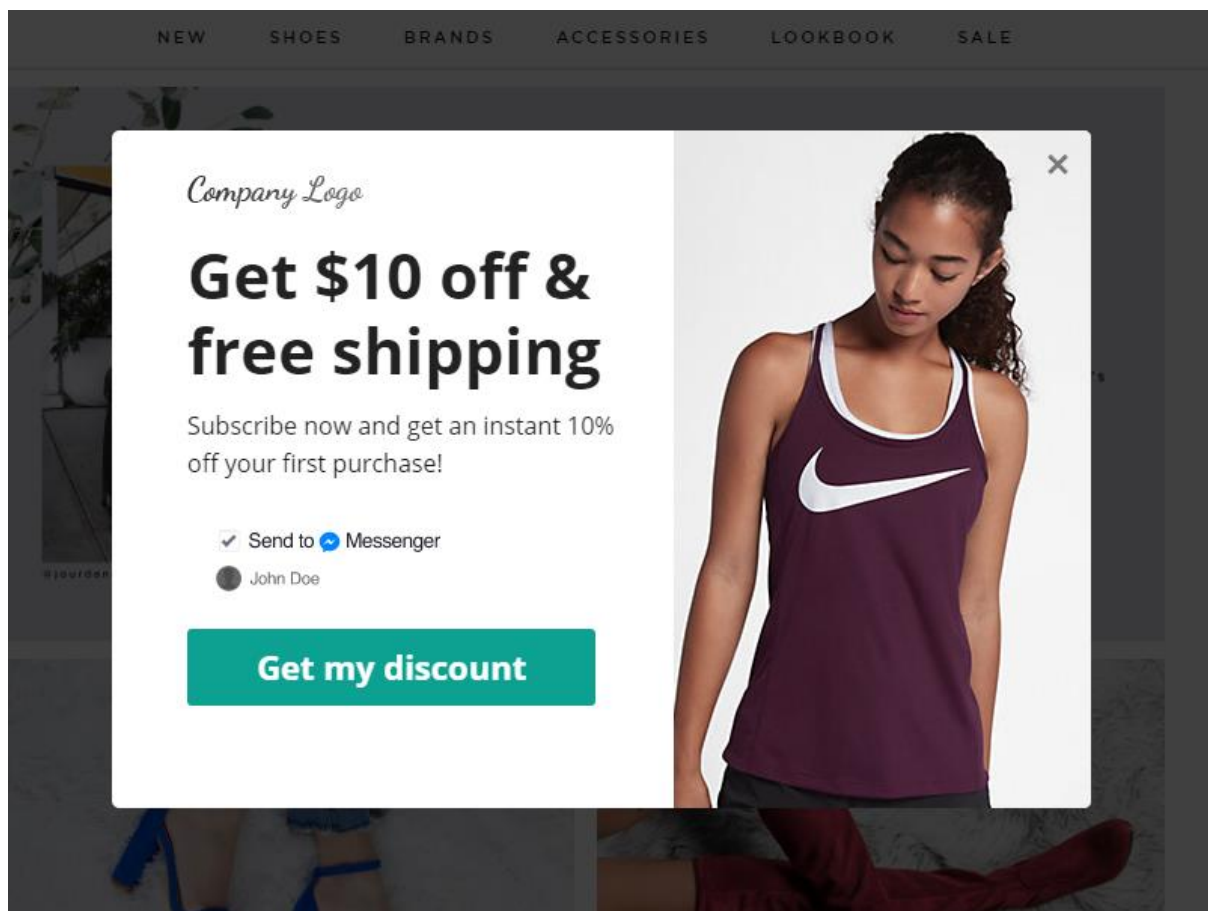 NEW SHOES BRANDS ACCESSORIES LOOKBOOK SALE
Company Logo
Get $10 off &
free shipping
Subscribe now and get an instant 10%
off your first purchase!
Send to Messenger
John Doe
Get my discount